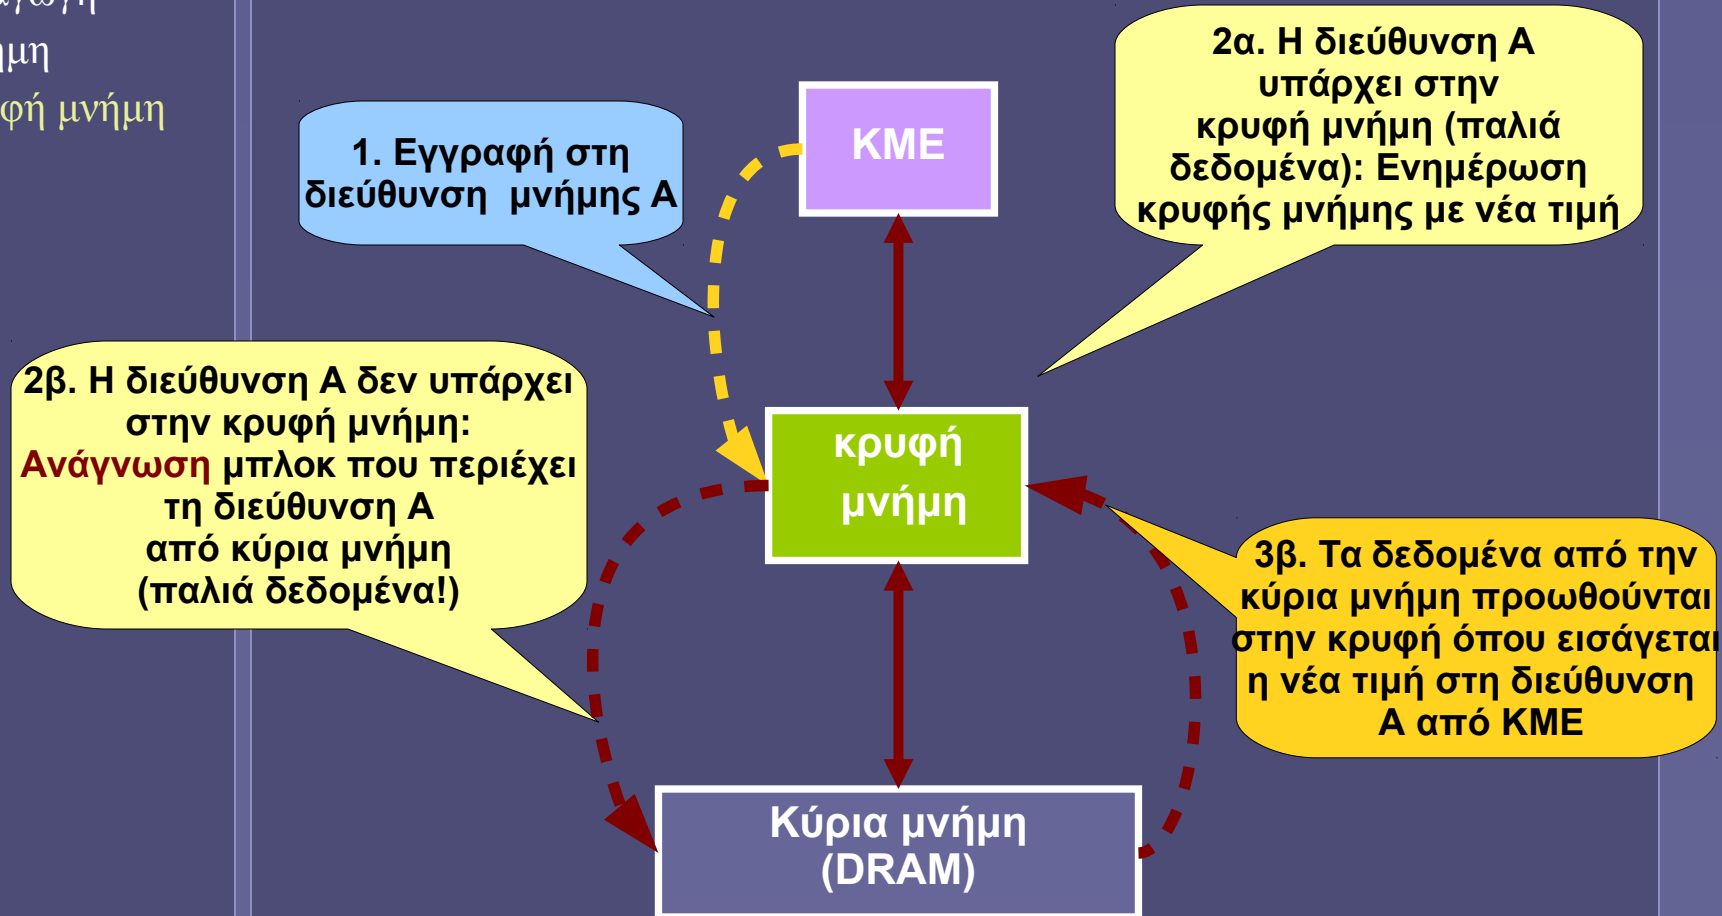 μνήμη
1. Εγγραφή στη
διεύθυνση μνήμης Α
ΚΜΕ
2α. Η διεύθυνση Α
υπάρχει στην
κρυφή μνήμη (παλιά
δεδομένα): Ενημέρωση
κρυφής μνήμης με νέα τιμή
2β. Η διεύθυνση Α δεν υπάρχει
στην κρυφή μνήμη:
Ανάγνωση μπλοκ που περιέχει
τη διεύθυνση Α
από κύρια μνήμη
(παλιά δεδομένα!)
κρυφή
μνήμη
3β. Τα δεδομένα από την
κύρια μνήμη προωθούνται
στην κρυφή όπου εισάγεται
η νέα τιμή στη διεύθυνση
Α από ΚΜΕ
Κύρια μνήμη
(DRAM)